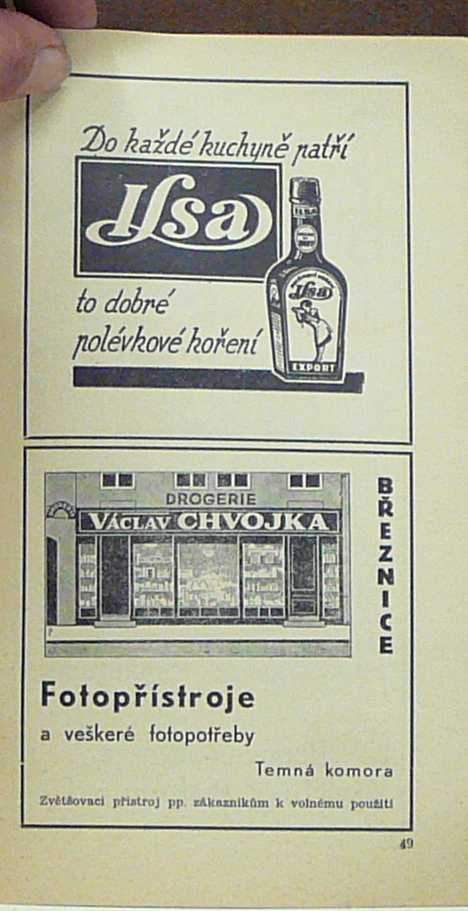 Do každé kuchyně patří
Ilsa
to dobré
polévkové koření
Ilsa
EXPORT
DROGERIE
VÁCLAV CHVOJKA
BŘEZNICE
Fotopřístroje
a veškeré fotopotřeby
Temná komora
Zvětšovací přístroj pp. zákazníkům k volnému použití
49